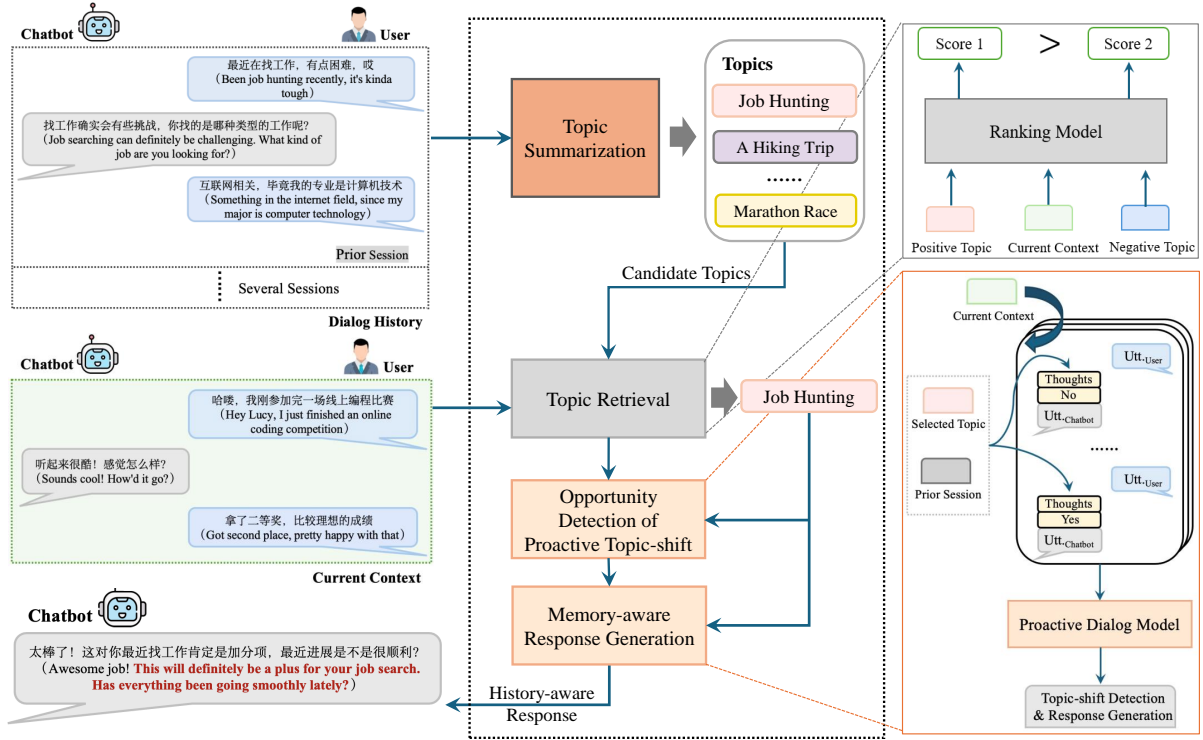 Chatbot
User
最近在找工作，有点困难，哎
(Been job hunting recently, it's kinda
tough)
找工作确实会有些挑战，你找的是哪种类型的工作呢？
(Job searching can definitely be challenging. What kind of
job are you looking for?)
互联网相关，毕竟我的专业是计算机技术
(Something in the internet field, since my
major is computer technology)
Prior Session
Several Sessions
Dialog History
Chatbot
User
哈喽，我刚参加完一场线上编程比赛
(Hey Lucy, I just finished an online
coding competition)
听起来很酷！感觉怎么样？
(Sounds cool! How'd it go?)
拿了二等奖，比较理想的成绩
(Got second place, pretty happy with that)
Current Context
Chatbot
太棒了！这对你最近找工作肯定是加分项，最近进展是不是很顺利？
(Awesome job! This will definitely be a plus for your job search.
Has everything been going smoothly lately?)
Topic
Summarization
Topics
Job Hunting
A Hiking Trip
......
Marathon Race
Candidate Topics
Topic Retrieval
Job Hunting
Opportunity
Detection of
Proactive Topic-shift
Memory-aware
Response Generation
History-aware
Response
Score 1
>
Score 2
Ranking Model
Positive Topic
Current Context
Negative Topic
Current Context
Utt.User
Thoughts
No
Utt.Chatbot
......
Utt.User
Thoughts
Yes
Utt.Chatbot
Selected Topic
Prior Session
Proactive Dialog Model
Topic-shift Detection
& Response Generation